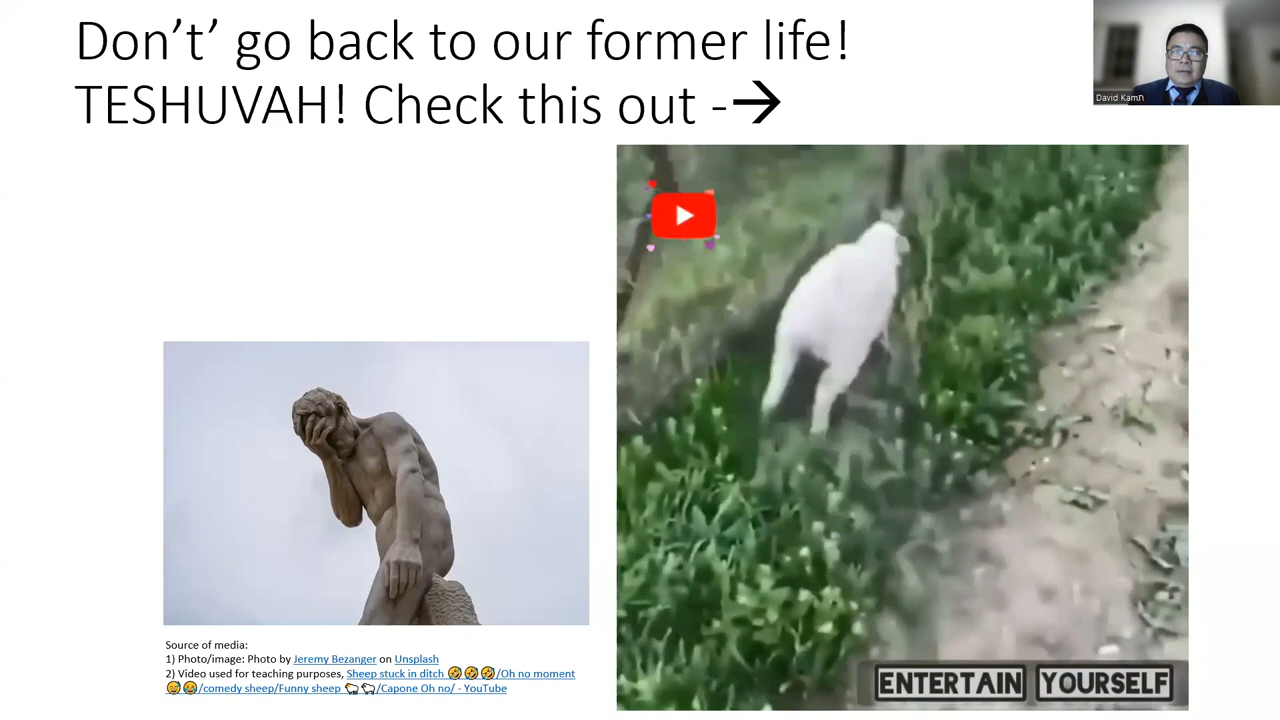 Don’t’ go back to our former life!
TESHUVAH! Check this out -→
David Kamת
Source of media:
1) Photo/image: Photo by Jeremy Bezanger on Unsplash
2) Video used for teaching purposes, Sheep stuck in ditch 🤣🤣🤣/Oh no moment
😅😂/comedy sheep/Funny sheep 🐑🐑/Capone Oh no/ - YouTube
ENTERTAIN YOURSELF